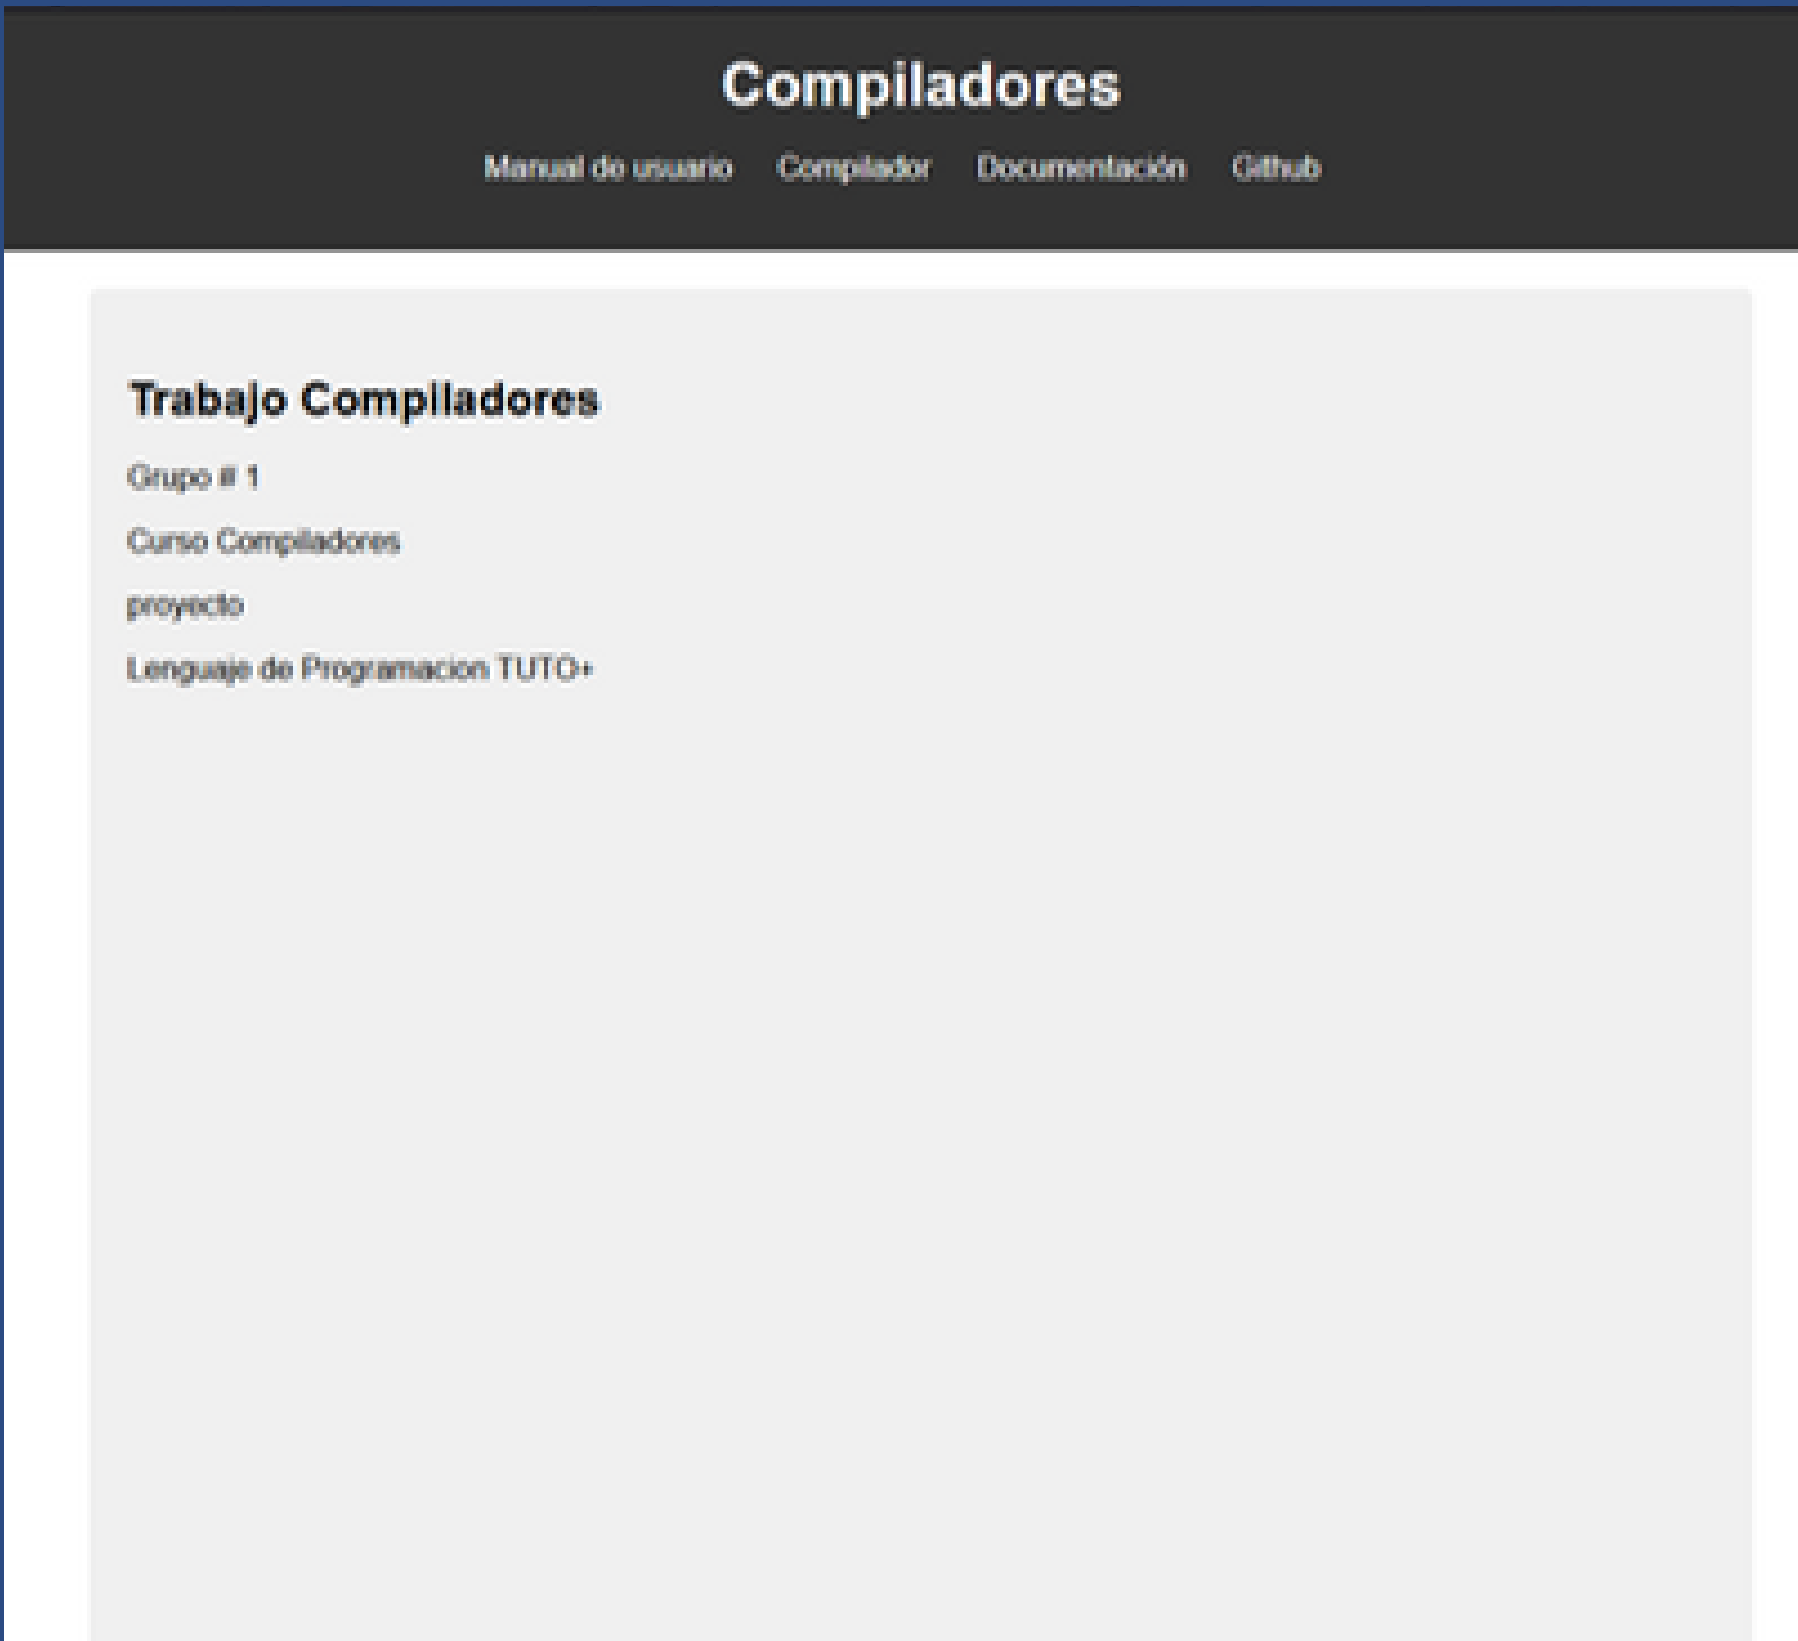 Compiladores
Manual de usuario Compilador Documentación Github
Trabajo Compiladores
Grupo # 1
Curso Compiladores
proyecto
Lenguaje de Programacion TUTO+